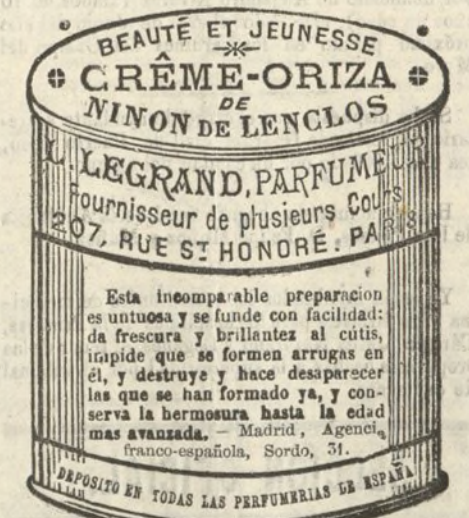 BEAUTÉ ET JEUNESSE
CRÊME-ORIZA
DE
NINON DE LENCLOS
L. LEGRAND, PARFUMEUR
Fournisseur de plusieurs Cours
207, RUE ST HONORÉ. PARIS
Esta incomparable preparacion
es untuosa y se funde con facilidad:
da frescura y brillantez al cútis,
impide que se formen arrugas en
él, y destruye y hace desaparecer
las que se han formado ya, y con-
serva la hermosura hasta la edad
mas avanzada. — Madrid, Agencia
franco-española, Sordo, 31.
DEPOSITO EN TODAS LAS PERFUMERIAS DE ESPAÑA